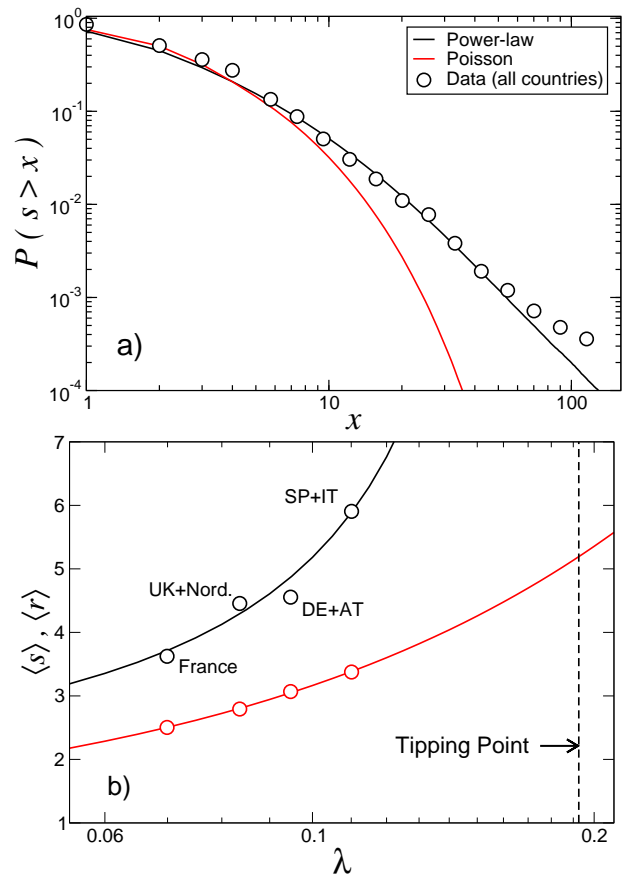 10^0
10^-1
10^-2
10^-3
10^-4
P ( s > x )
Power-law
Poisson
Data (all countries)
a)
1
10
100
x
7
6
5
4
3
2
1
⟨s⟩ , ⟨r⟩
SP+IT
UK+Nord.
DE+AT
France
Tipping Point
b)
0.06
0.1
0.2
λ